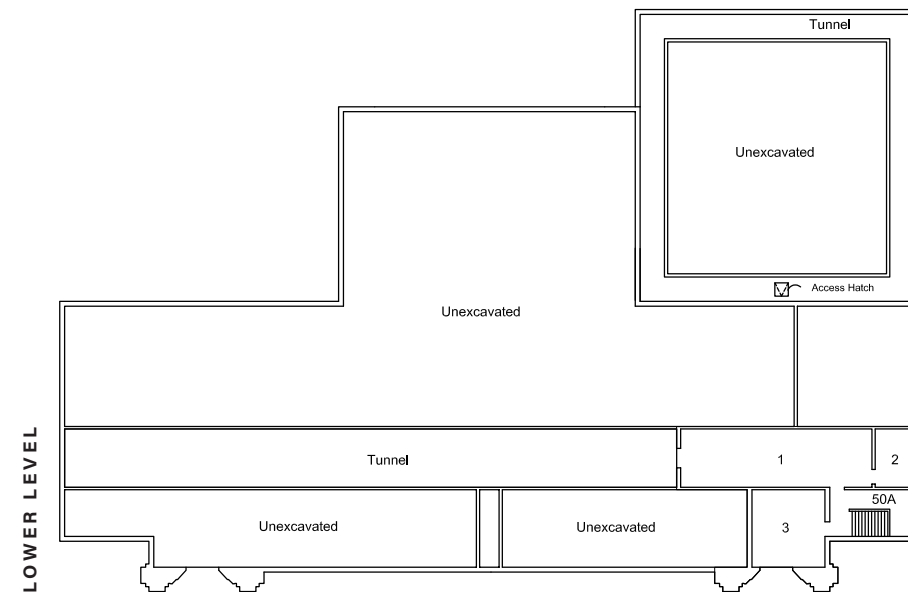 Tunnel
Unexcavated
Access Hatch
Unexcavated
Tunnel
1
2
50A
Unexcavated
Unexcavated
3
LOWER LEVEL